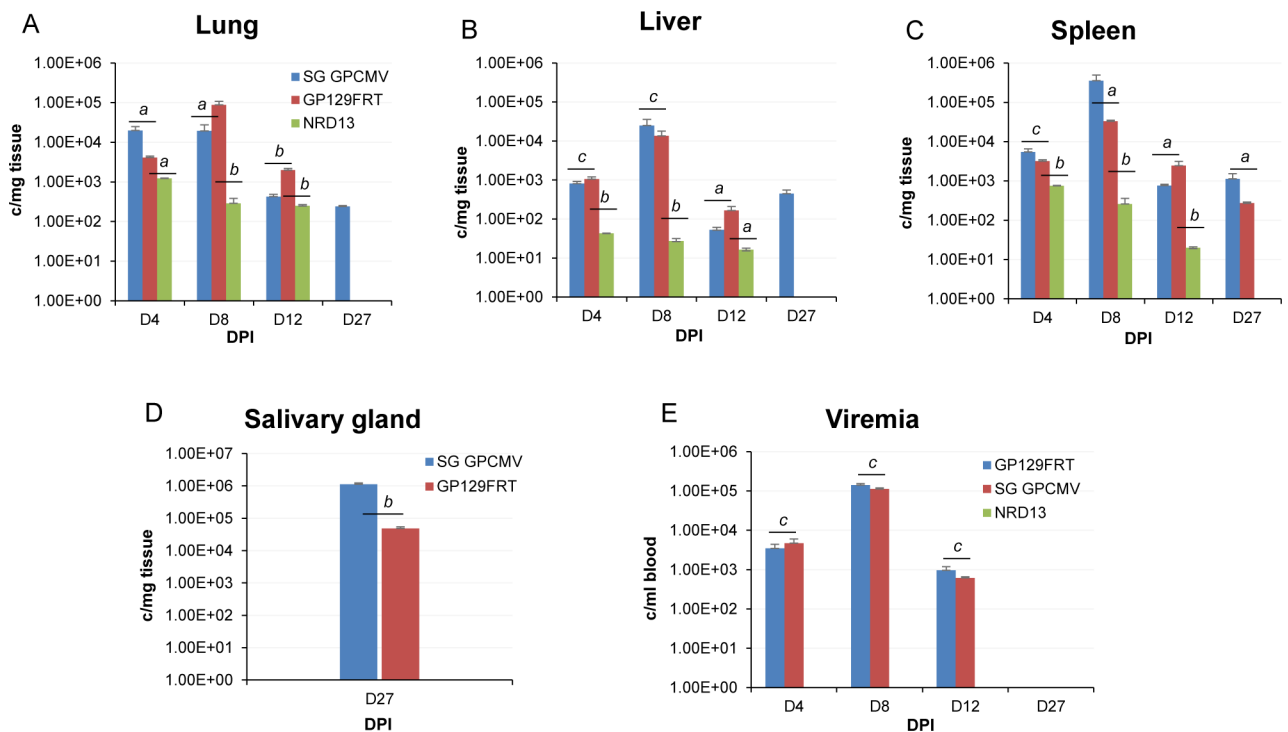 A
Lung
1.00E+06
1.00E+05
1.00E+04
1.00E+03
1.00E+02
1.00E+01
1.00E+00
c/mg tissue
SG GPCMV
GP129FRT
NRD13
a
a
a
b
b
b
D4 D8 D12 D27
DPI
B
Liver
1.00E+06
1.00E+05
1.00E+04
1.00E+03
1.00E+02
1.00E+01
1.00E+00
c/mg tissue
c
b
c
b
a
a
D4 D8 D12 D27
DPI
C
Spleen
1.00E+06
1.00E+05
1.00E+04
1.00E+03
1.00E+02
1.00E+01
1.00E+00
c/mg tissue
c
b
a
b
a
b
a
D4 D8 D12 D27
DPI
D
Salivary gland
1.00E+07
1.00E+06
1.00E+05
1.00E+04
1.00E+03
1.00E+02
1.00E+01
1.00E+00
c/mg tissue
SG GPCMV
GP129FRT
b
D27
DPI
E
Viremia
1.00E+06
1.00E+05
1.00E+04
1.00E+03
1.00E+02
1.00E+01
1.00E+00
c/ml blood
GP129FRT
SG GPCMV
NRD13
c
c
c
D4 D8 D12 D27
DPI